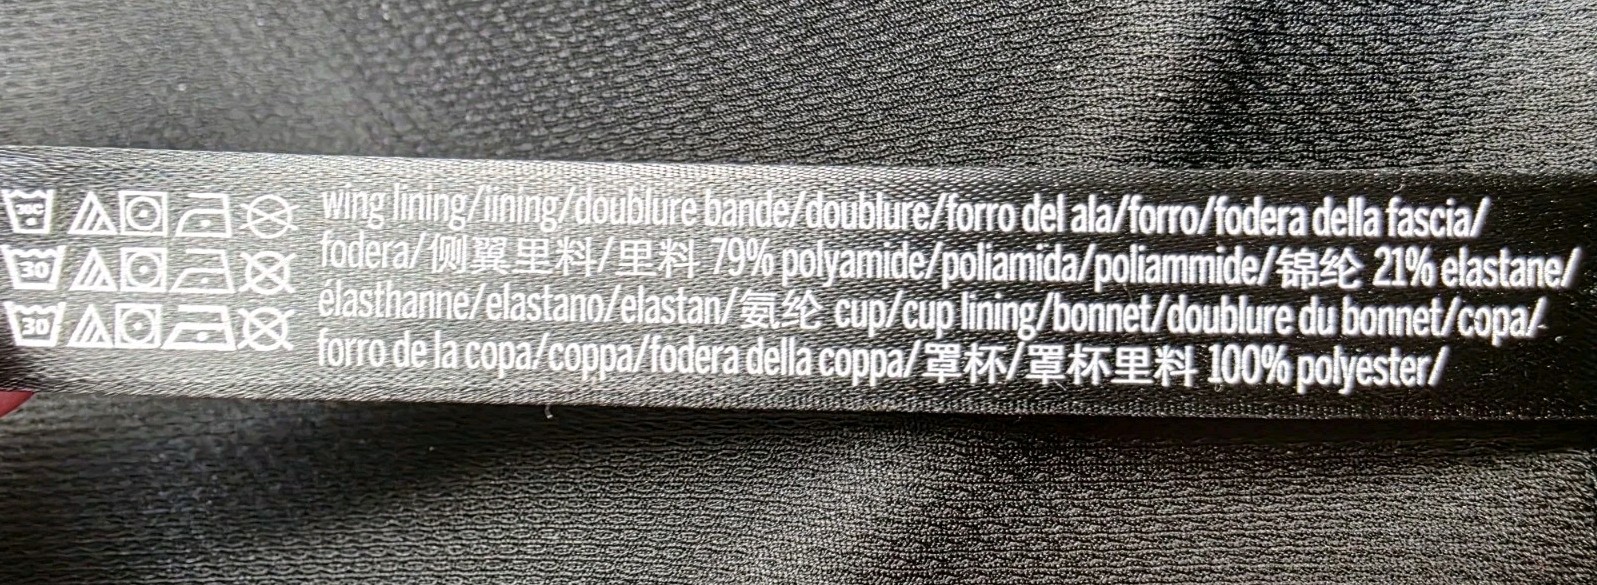 30C
wing lining/lining/doublure bande/doublure/forro del ala/forro/fodera della fascia/
30
fodera/侧翼里料/里料 79% polyamide/poliamida/poliammide/锦纶 21% elastane/
élasthanne/elastano/elastan/氨纶 cup/cup lining/bonnet/doublure du bonnet/copa/
30
forro de la copa/coppa/fodera della coppa/罩杯/罩杯里料 100% polyester/